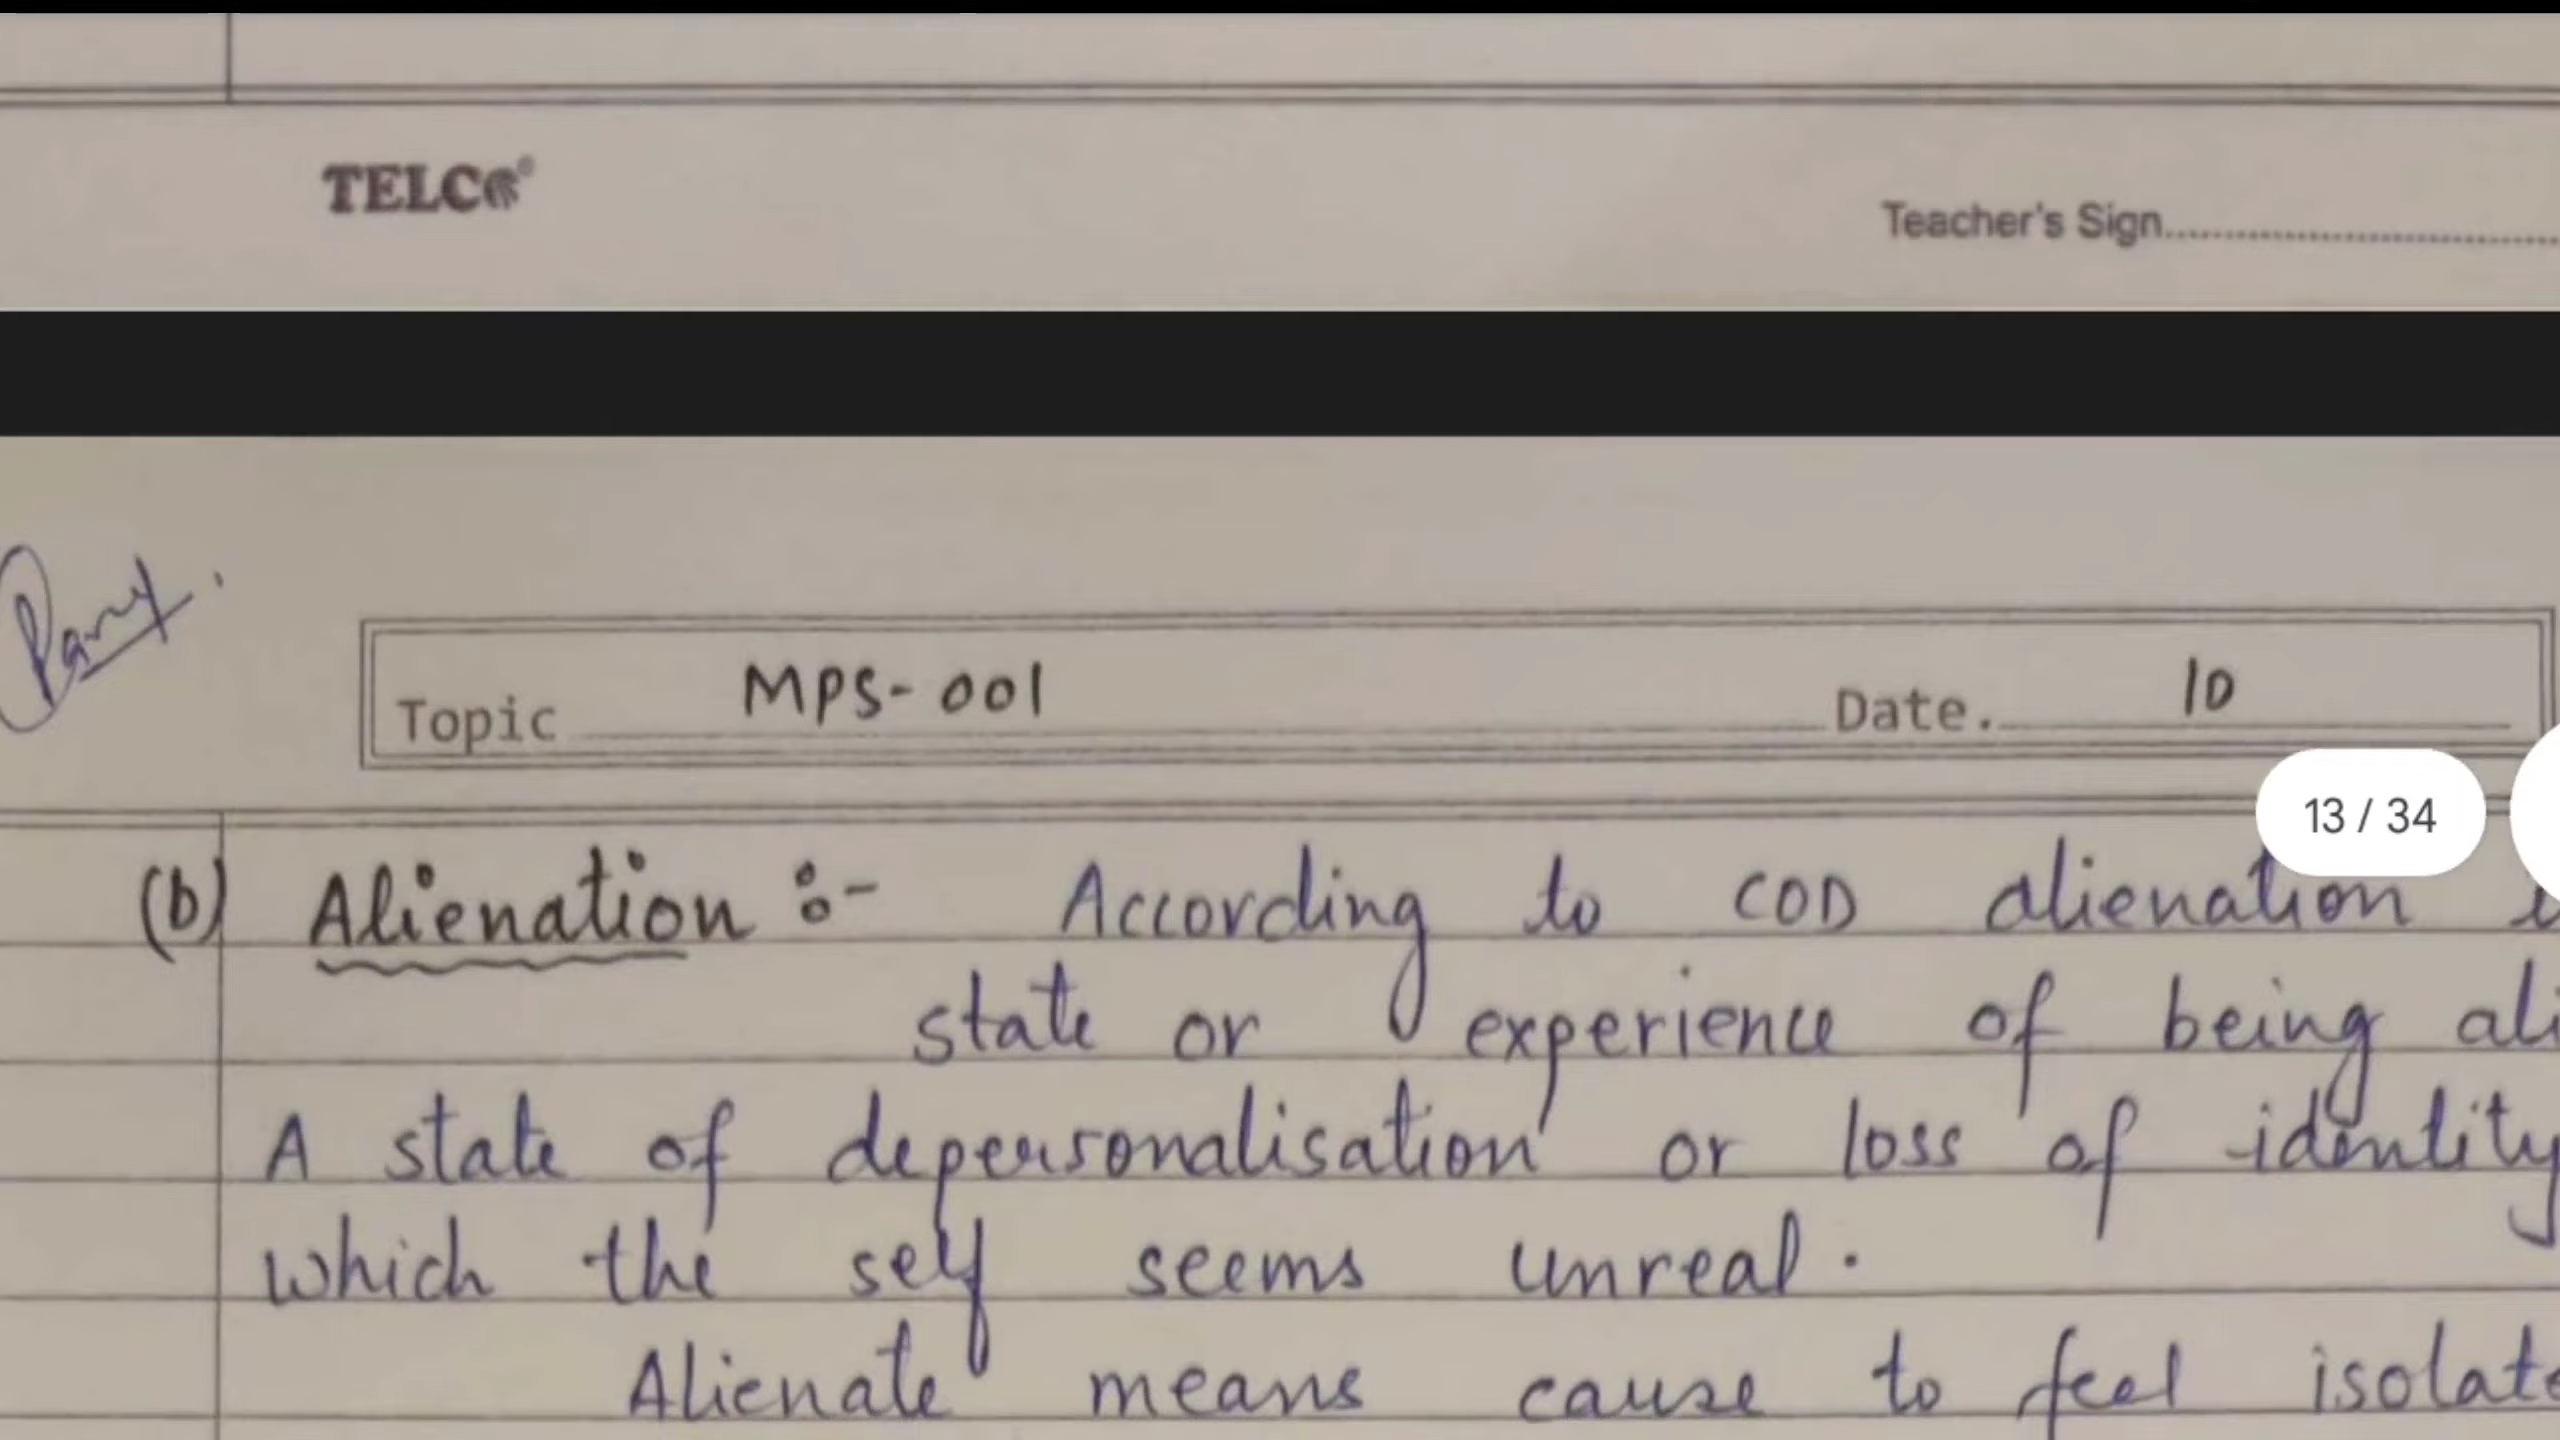 TELCO®
Teacher's Sign..............................
Topic MPS-001 Date. 10
13 / 34
(b) Alienation :- According to COD alienation
state or experience of being
A state of depersonalisation or loss of identity
which the self seems unreal.
Alienate means cause to feel